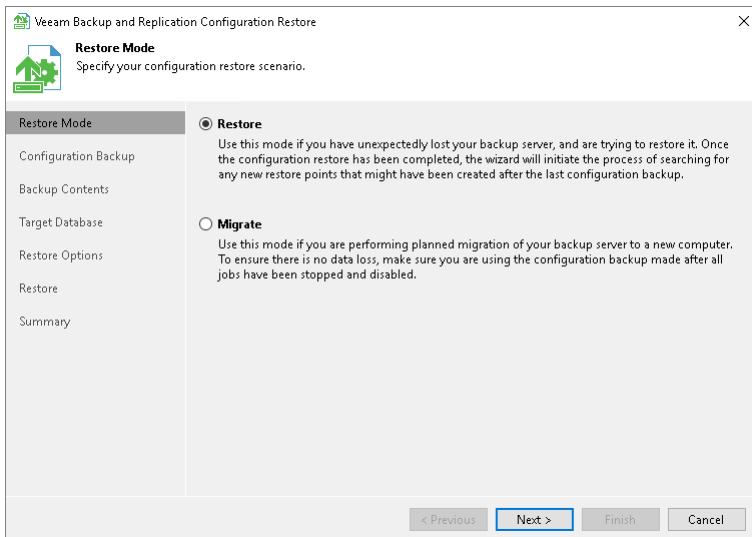 Veeam Backup and Replication Configuration Restore
Restore Mode
Specify your configuration restore scenario.
Restore Mode
Configuration Backup
Backup Contents
Target Database
Restore Options
Restore
Summary
Restore
Use this mode if you have unexpectedly lost your backup server, and are trying to restore it. Once
the configuration restore has been completed, the wizard will initiate the process of searching for
any new restore points that might have been created after the last configuration backup.
Migrate
Use this mode if you are performing planned migration of your backup server to a new computer.
To ensure there is no data loss, make sure you are using the configuration backup made after all
jobs have been stopped and disabled.
< Previous
Next >
Finish
Cancel